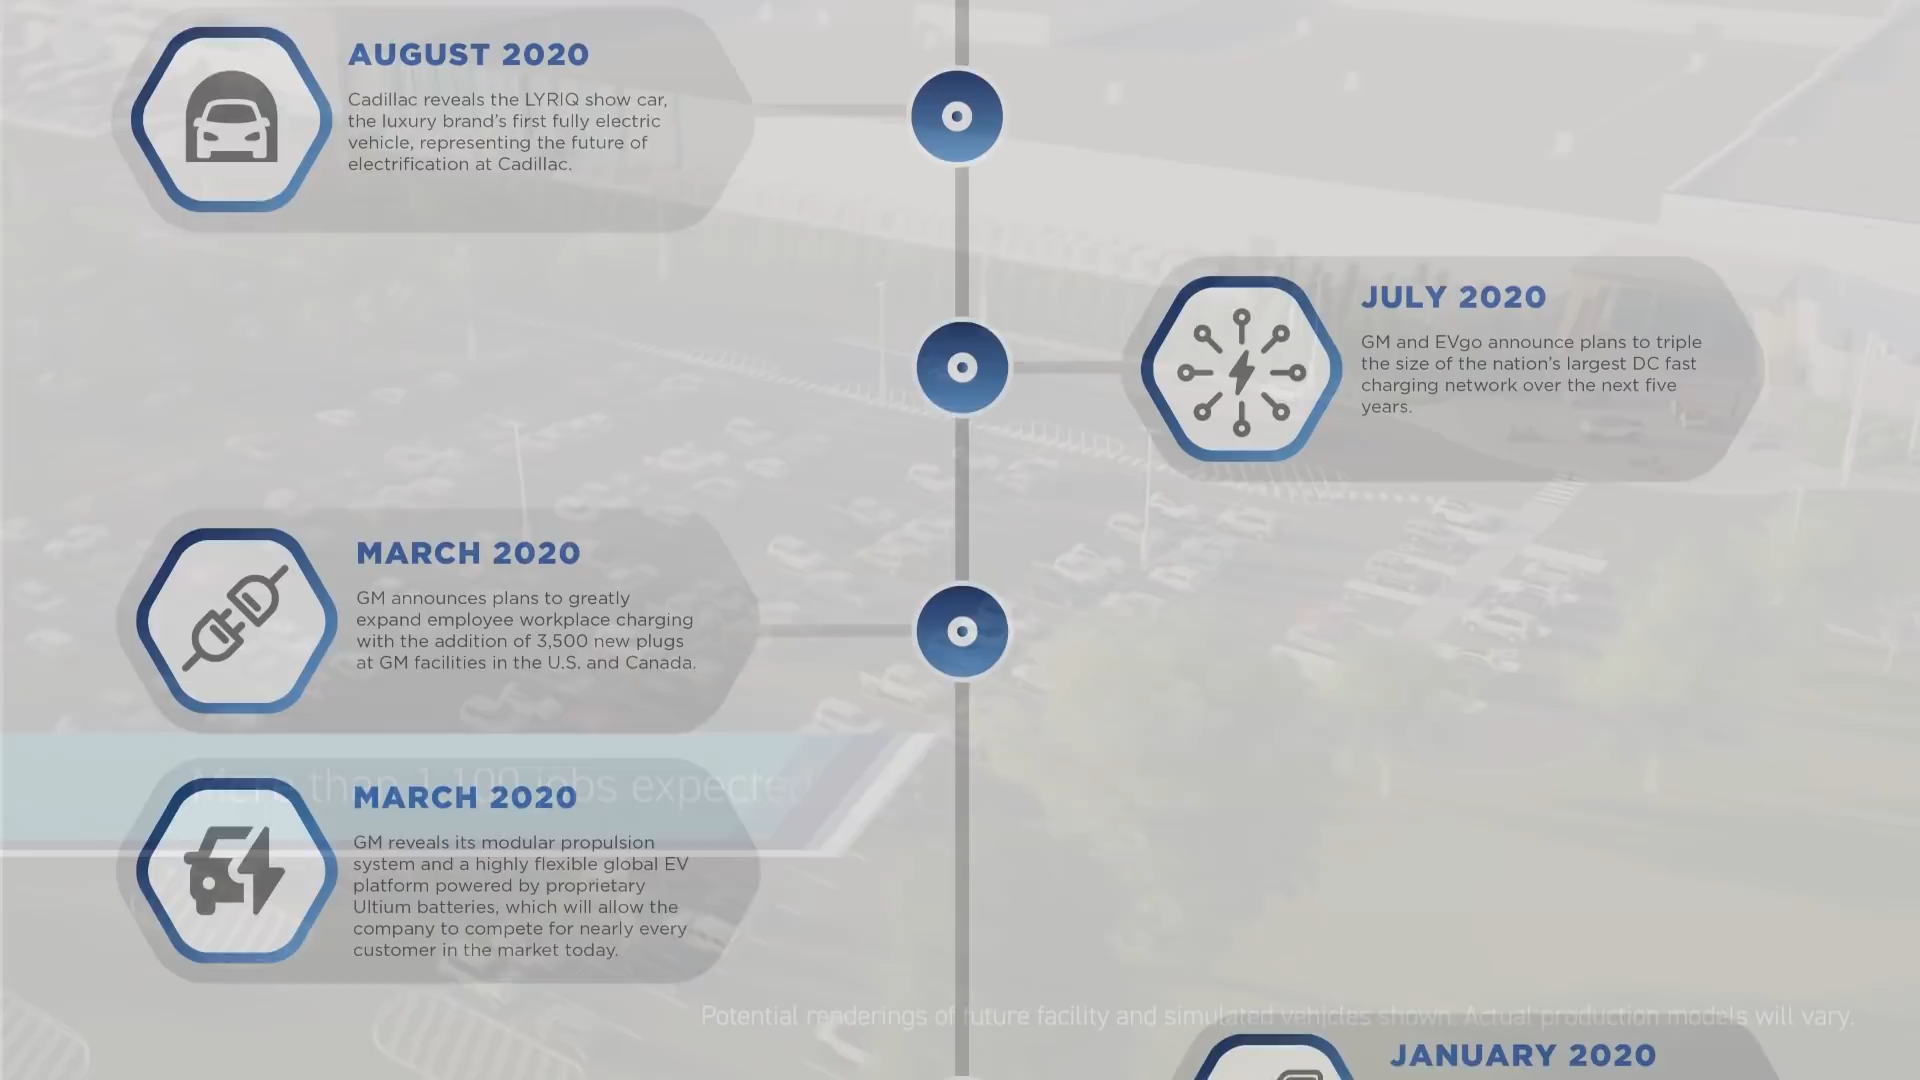 AUGUST 2020
Cadillac reveals the LYRIQ show car,
the luxury brand's first fully electric
vehicle, representing the future of
electrification at Cadillac.
JULY 2020
GM and EVgo announce plans to triple
the size of the nation's largest DC fast
charging network over the next five
years.
MARCH 2020
GM announces plans to greatly
expand employee workplace charging
with the addition of 3,500 new plugs
at GM facilities in the U.S. and Canada.
More than 1,100 jobs expected
MARCH 2020
GM reveals its modular propulsion
system and a highly flexible global EV
platform powered by proprietary
Ultium batteries, which will allow the
company to compete for nearly every
customer in the market today.
Potential renderings of future facility and simulated vehicles shown. Actual production models will vary.
JANUARY 2020